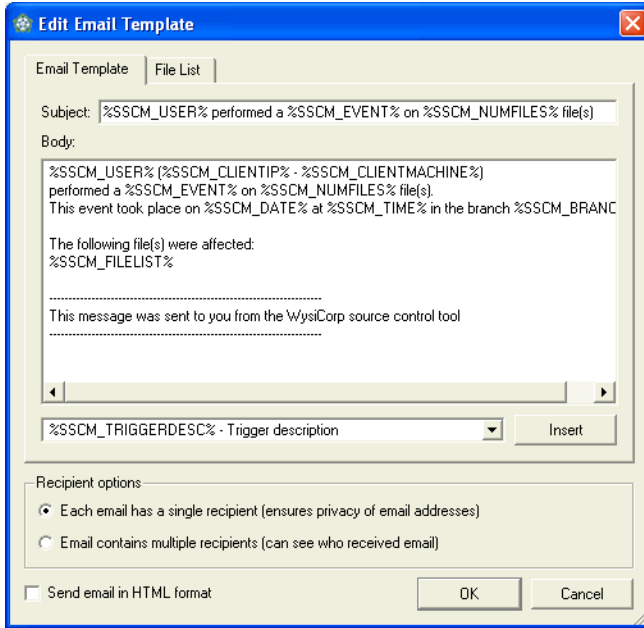 Edit Email Template
Email Template File List
Subject: %SSCM_USER% performed a %SSCM_EVENT% on %SSCM_NUMFILES% file(s)
Body:
%SSCM_USER% (%SSCM_CLIENTIP% - %SSCM_CLIENTMACHINE%)
performed a %SSCM_EVENT% on %SSCM_NUMFILES% file(s).
This event took place on %SSCM_DATE% at %SSCM_TIME% in the branch %SSCM_BRANC
The following file(s) were affected:
%SSCM_FILELIST%
----------------------------------------------------------------------
This message was sent to you from the WysiCorp source control tool
----------------------------------------------------------------------
%SSCM_TRIGGERDESC% - Trigger description Insert
Recipient options
Each email has a single recipient (ensures privacy of email addresses)
Email contains multiple recipients (can see who received email)
Send email in HTML format OK Cancel